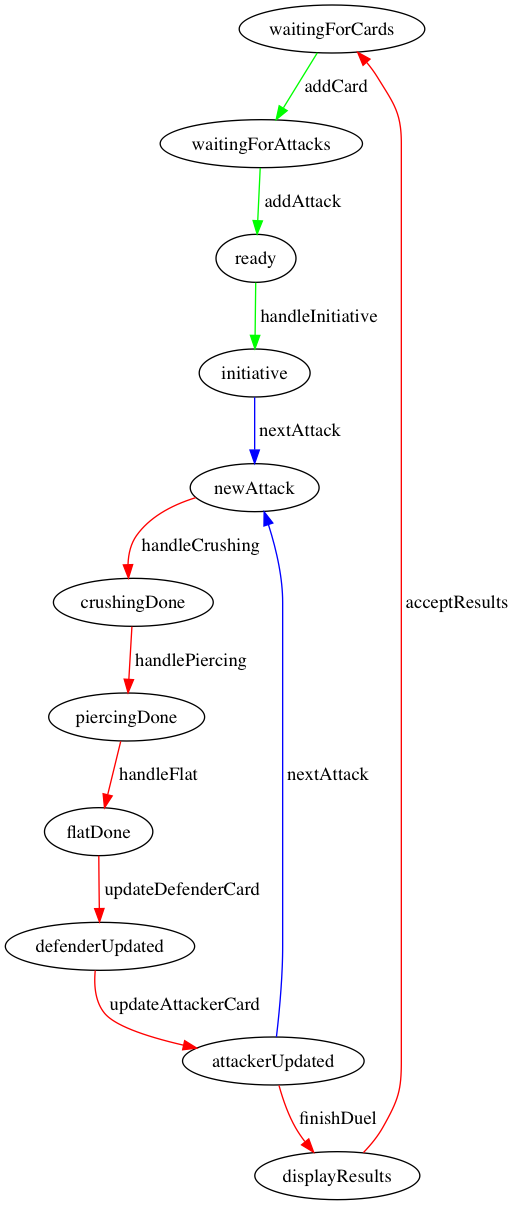 waitingForCards
addCard
waitingForAttacks
addAttack
ready
handleInitiative
initiative
nextAttack
newAttack
handleCrushing
crushingDone
acceptResults
handlePiercing
piercingDone
handleFlat
nextAttack
flatDone
updateDefenderCard
defenderUpdated
updateAttackerCard
attackerUpdated
finishDuel
displayResults